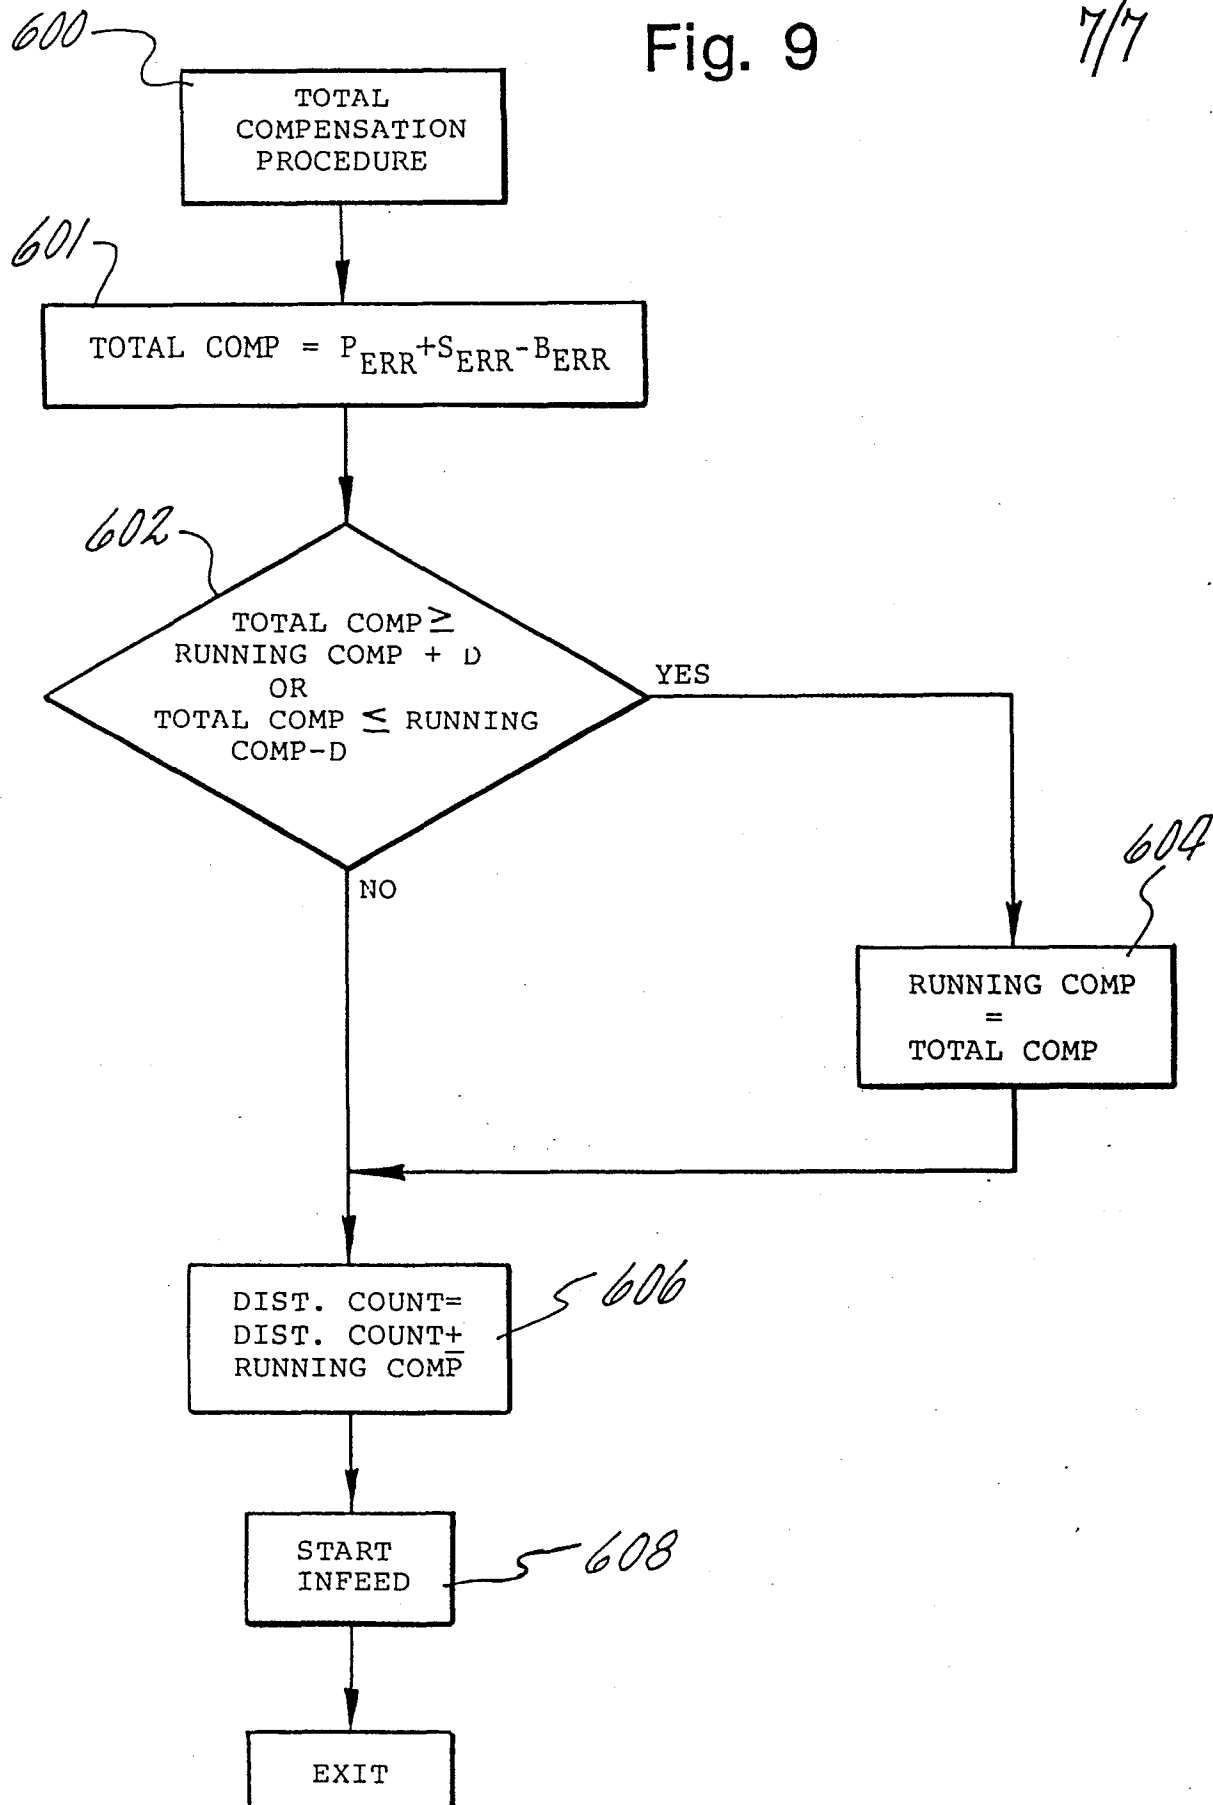 Fig. 9
7/7
600
TOTAL
COMPENSATION
PROCEDURE
601
TOTAL COMP = PERR+SERR-BERR
602
TOTAL COMP ≥
RUNNING COMP + D
OR
TOTAL COMP ≤ RUNNING
COMP-D
YES
NO
604
RUNNING COMP
=
TOTAL COMP
DIST. COUNT=
DIST. COUNT±
RUNNING COMP
606
START
INFEED
608
EXIT